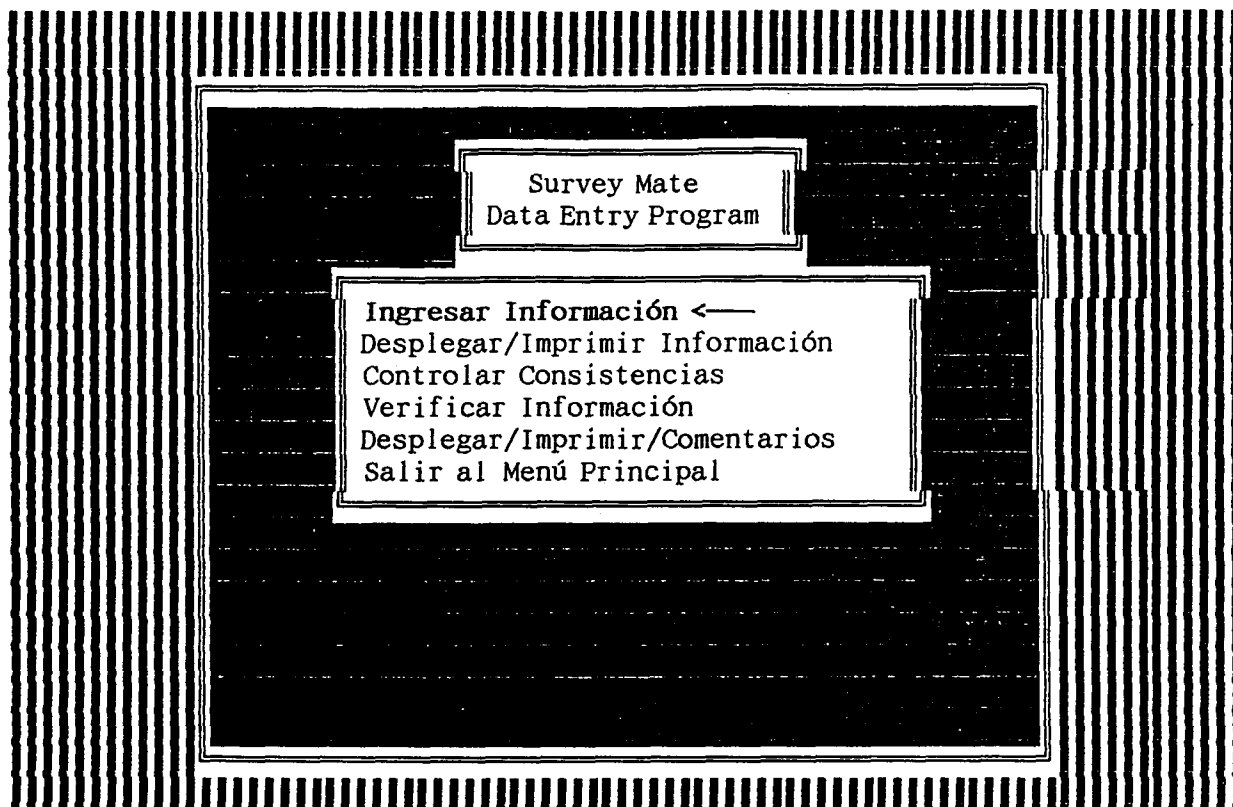 Survey Mate
Data Entry Program
Ingresar Información <——
Desplegar/Imprimir Información
Controlar Consistencias
Verificar Información
Desplegar/Imprimir/Comentarios
Salir al Menú Principal